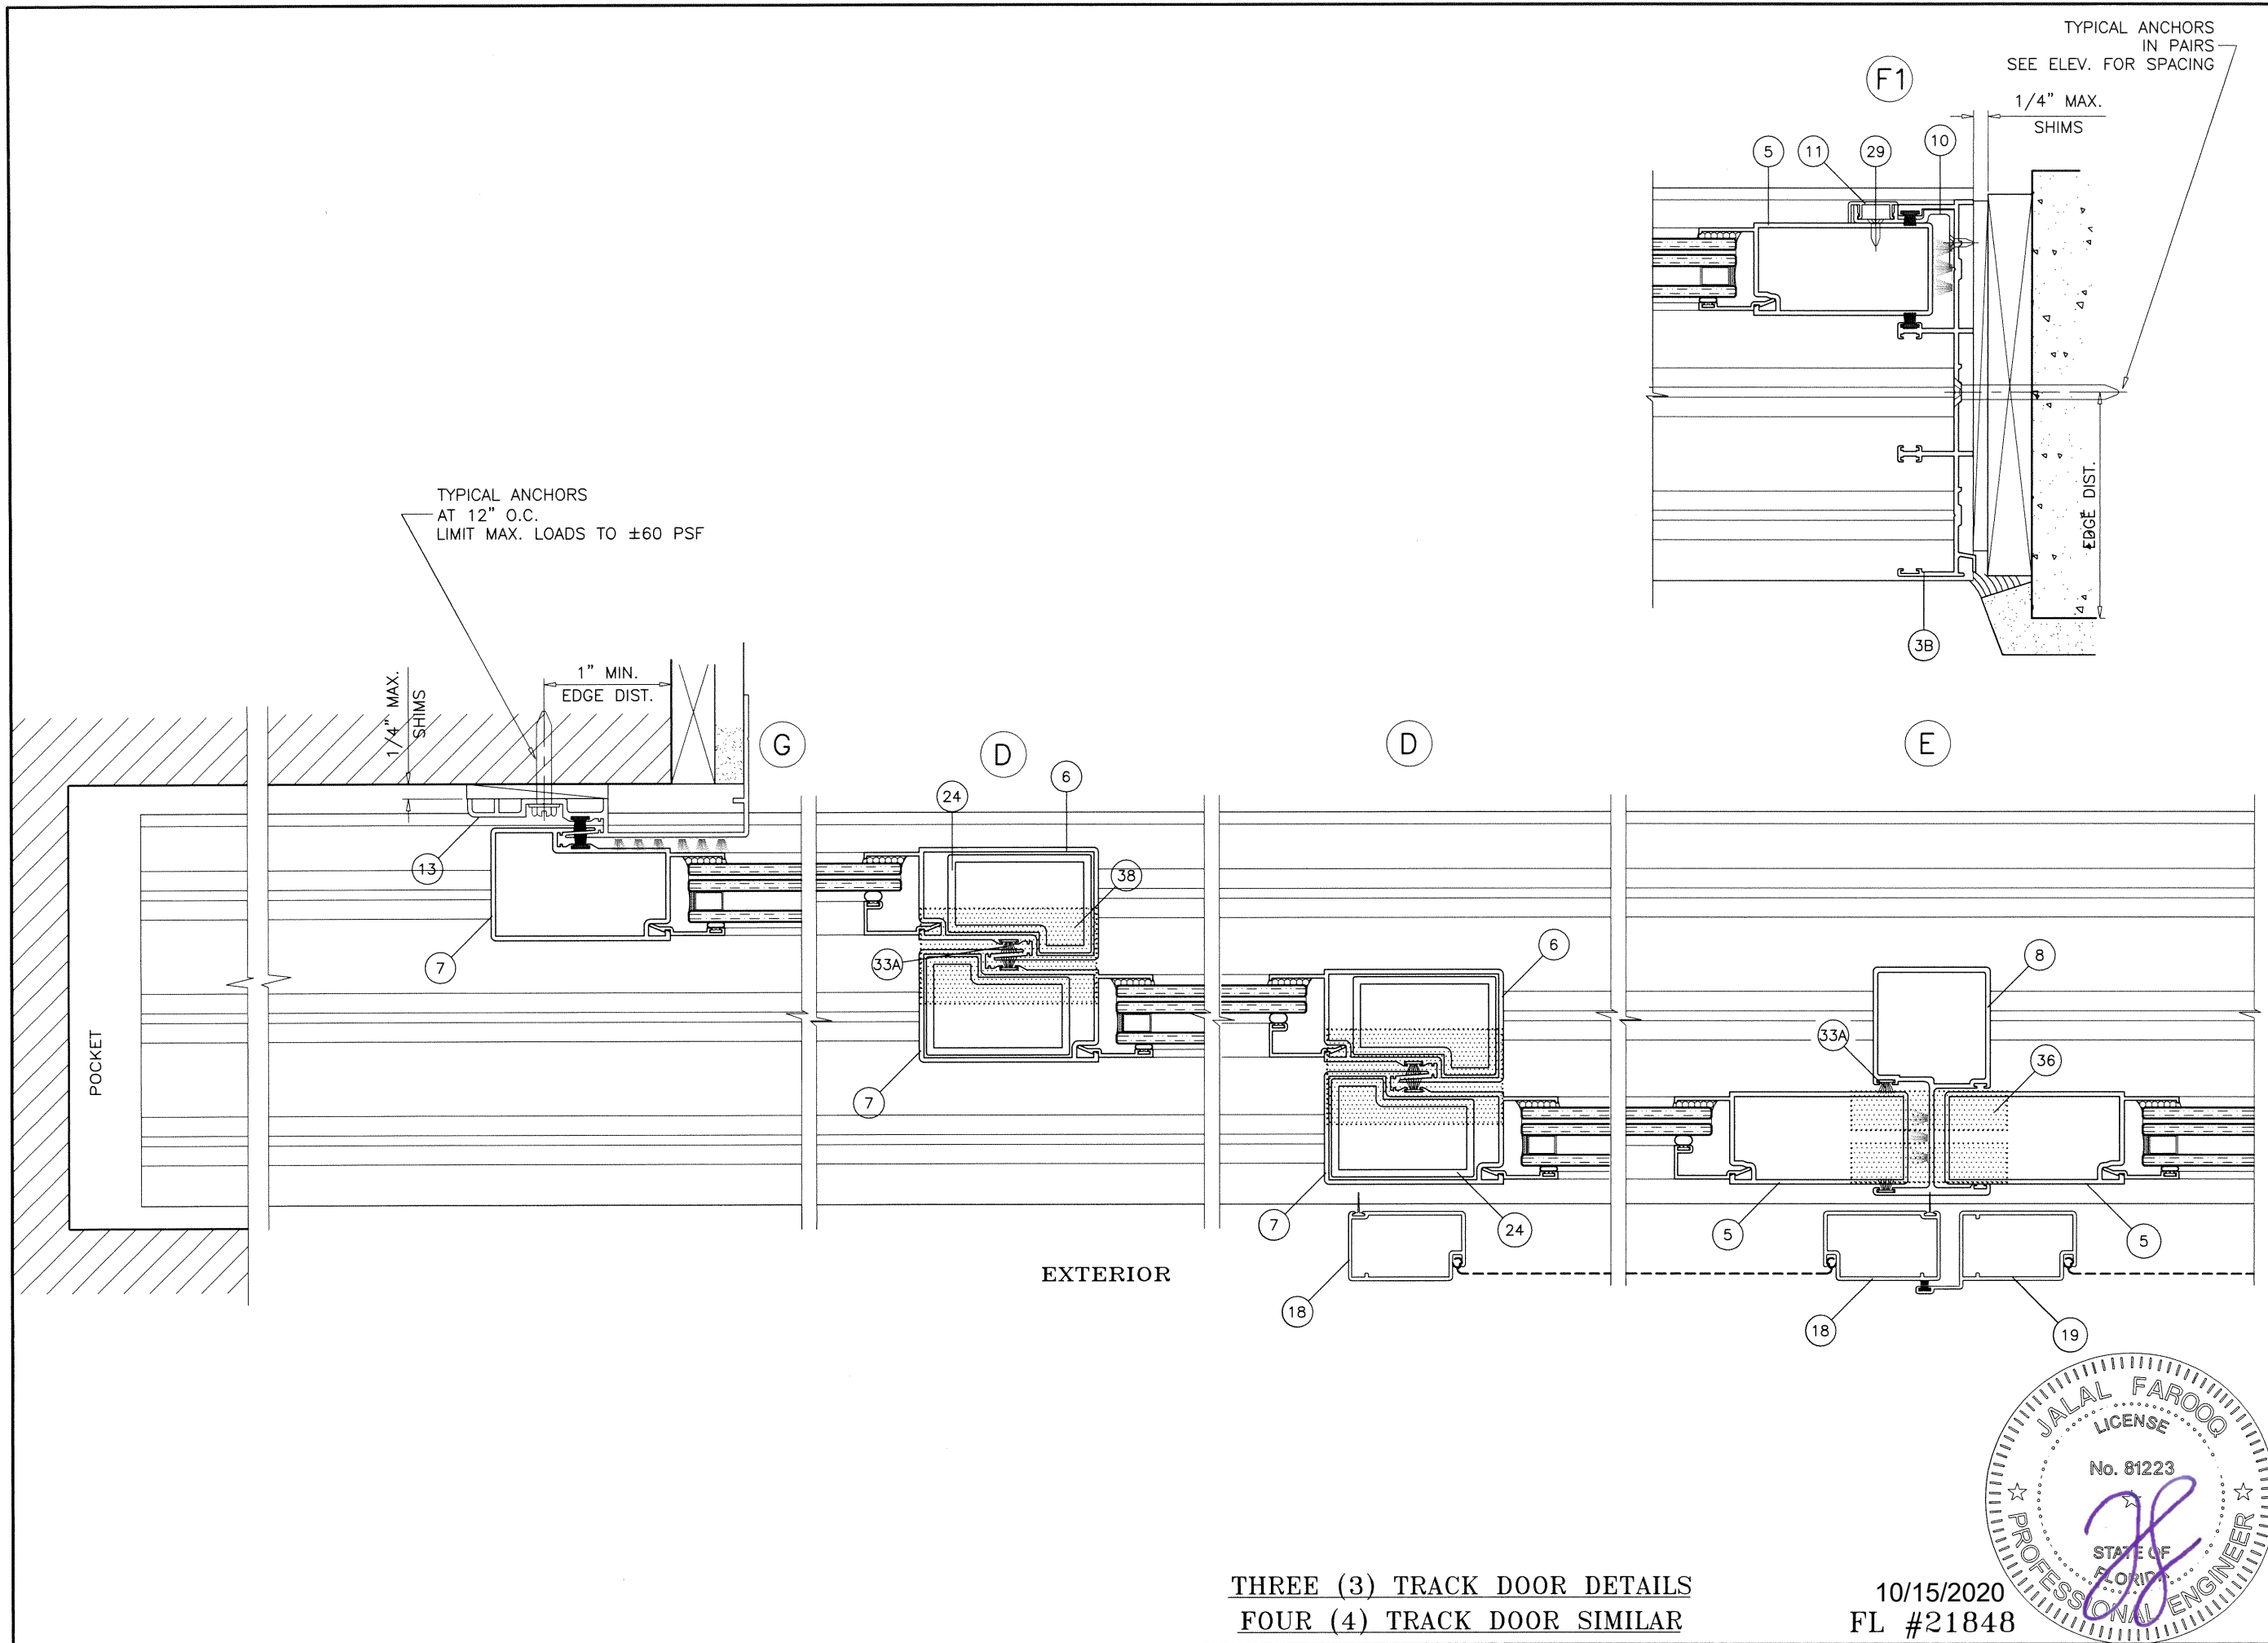 TYPICAL ANCHORS
IN PAIRS
SEE ELEV. FOR SPACING
F1
1/4" MAX.
SHIMS
5
11
29
10
EDGE DIST.
3B
TYPICAL ANCHORS
AT 12" O.C.
LIMIT MAX. LOADS TO ±60 PSF
1/4" MAX.
SHIMS
1" MIN.
EDGE DIST.
G
D
D
E
24
6
13
38
7
33A
6
8
33A
36
POCKET
7
7
24
5
5
EXTERIOR
18
18
19
JALAL FAROOQ
LICENSE
No. 81223
STATE OF
FLORIDA
PROFESSIONAL ENGINEER
THREE (3) TRACK DOOR DETAILS
FOUR (4) TRACK DOOR SIMILAR
10/15/2020
FL #21848